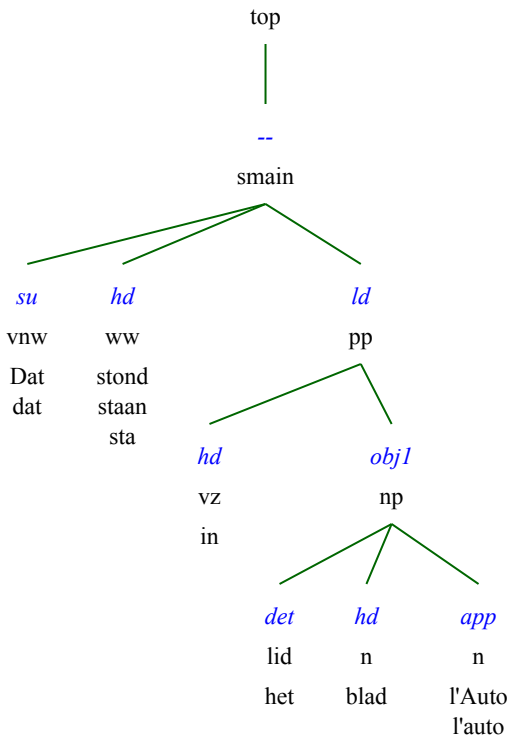 top
--
smain
su hd ld
vnw ww pp
Dat stond
dat staan
sta
hd obj1
vz np
in
det hd app
lid n n
het blad l'Auto
l'auto